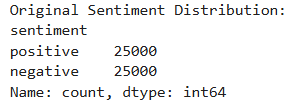 Original Sentiment Distribution:
sentiment
positive    25000
negative    25000
Name: count, dtype: int64